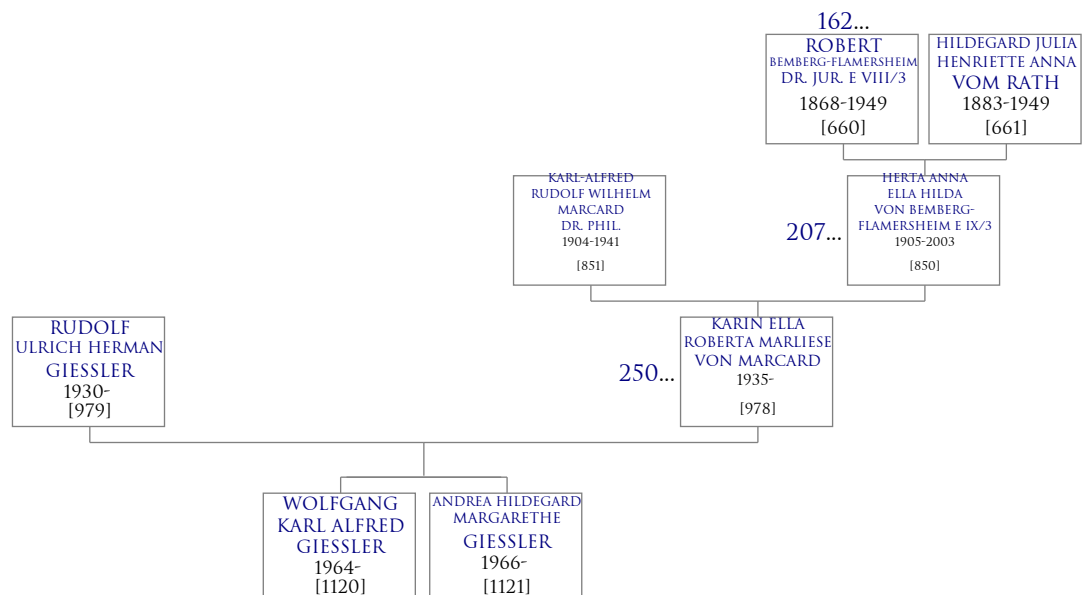 162...
ROBERT
BEMBERG-FLAMERSHEIM
DR. JUR. E VIII/3
1868-1949
[660]
HILDEGARD JULIA
HENRIETTE ANNA
VOM RATH
1883-1949
[661]
KARL-ALFRED
RUDOLF WILHELM
MARCARD
DR. PHIL.
1904-1941
[851]
207...
HERTA ANNA
ELLA HILDA
VON BEMBERG-
FLAMERSHEIM E IX/3
1905-2003
[850]
RUDOLF
ULRICH HERMAN
GIESSLER
1930-
[979]
250...
KARIN ELLA
ROBERTA MARLIESE
VON MARCARD
1935-
[978]
WOLFGANG
KARL ALFRED
GIESSLER
1964-
[1120]
ANDREA HILDEGARD
MARGARETHE
GIESSLER
1966-
[1121]